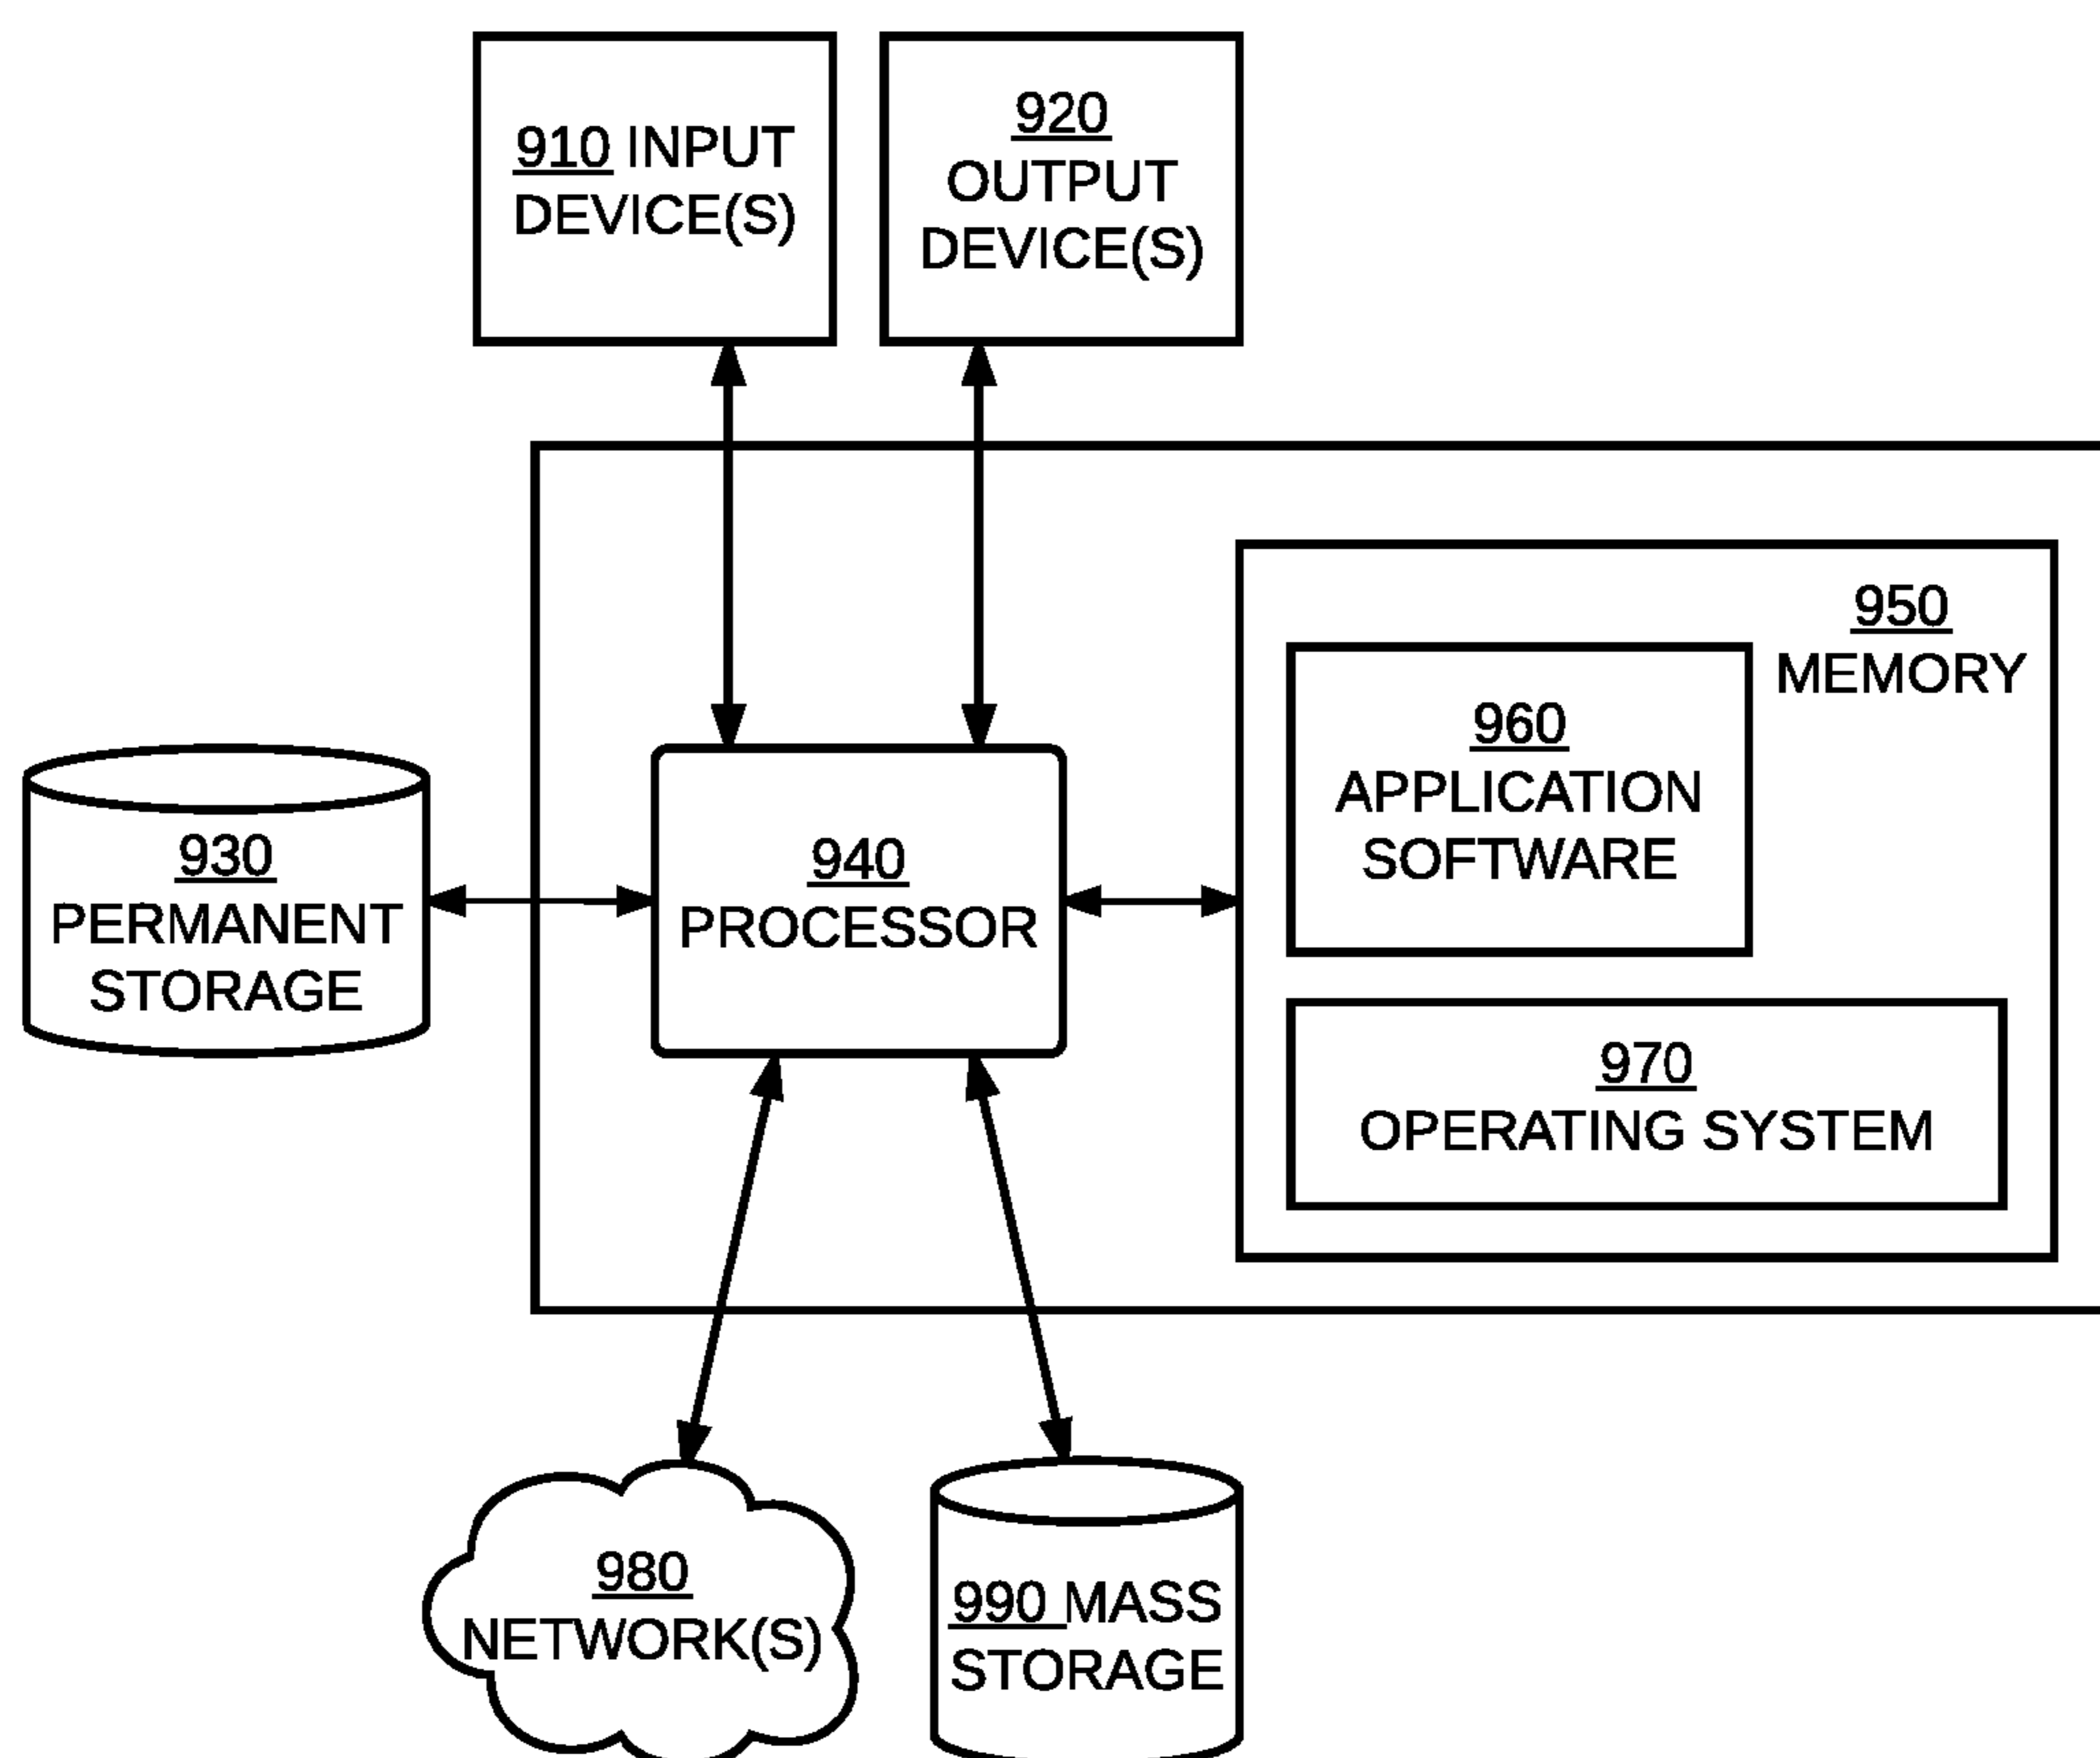 910 INPUT
DEVICE(S)
920
OUTPUT
DEVICE(S)
950
MEMORY
960
APPLICATION
SOFTWARE
930
PERMANENT
STORAGE
940
PROCESSOR
970
OPERATING SYSTEM
980
NETWORK(S)
990 MASS
STORAGE